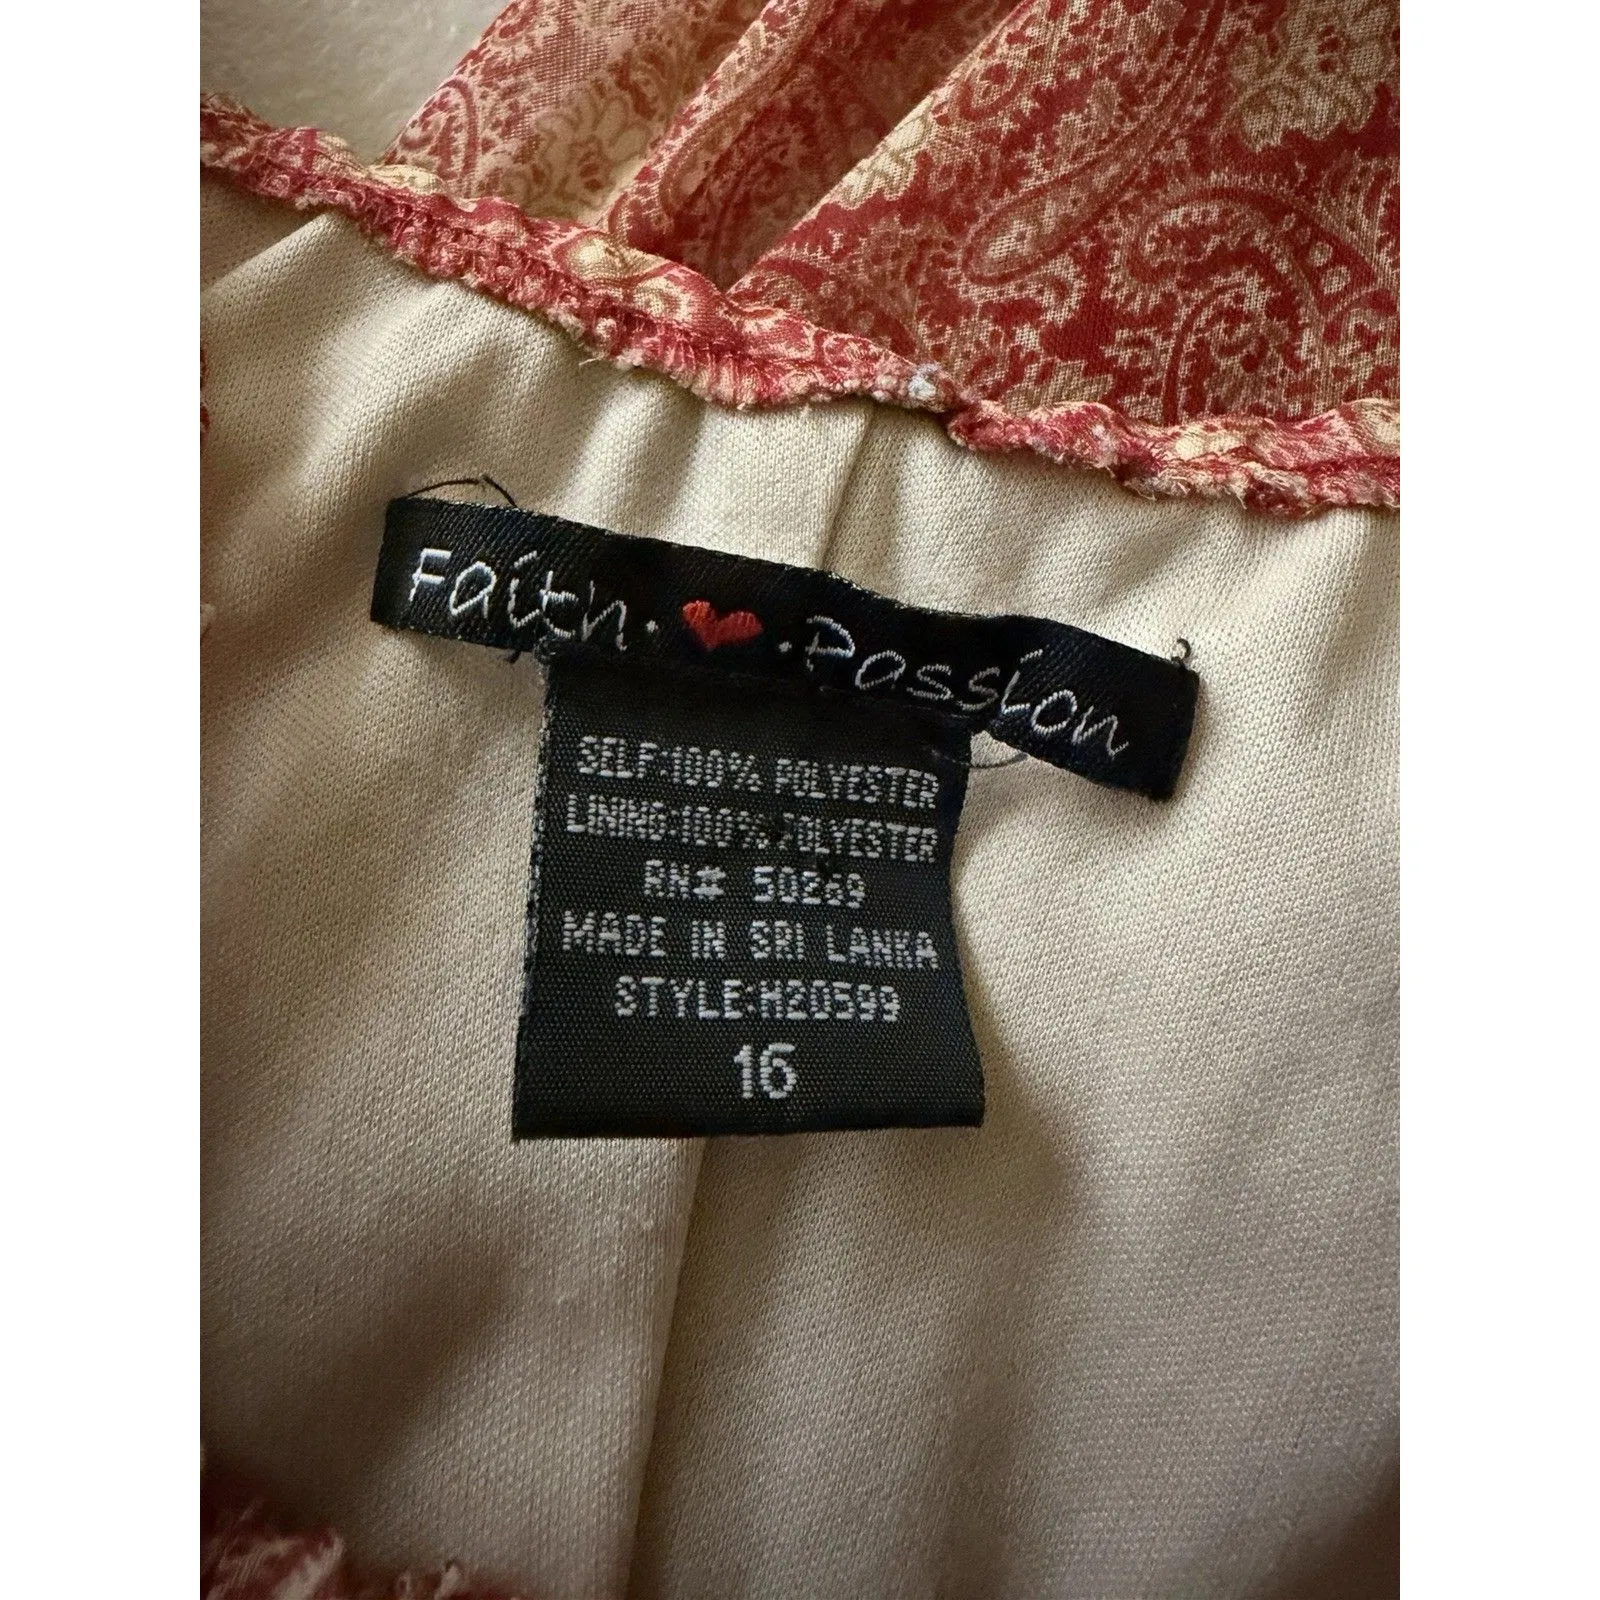 Faith · ♥ · Passion
SELF:100% POLYESTER
LINING:100% POLYESTER
RN# 50269
MADE IN SRI LANKA
STYLE:H20599
16